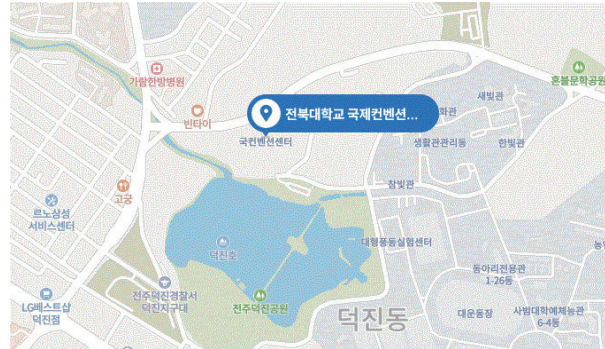 가람한방병원
혼불문학공원
새빛관
빈타이
전북대학교 국제컨벤션...
화관
국컨벤션센터
생활관관리동
한빛관
참빛관
고궁
르노삼성
서비스센터
대형풍동실험센터
덕진호
동아리전용관
1-26동
LG베스트샵
덕진점
전주덕진경찰서
덕진지구대
전주덕진공원
덕진동
대운동장
사범대학예체능관
6-4동